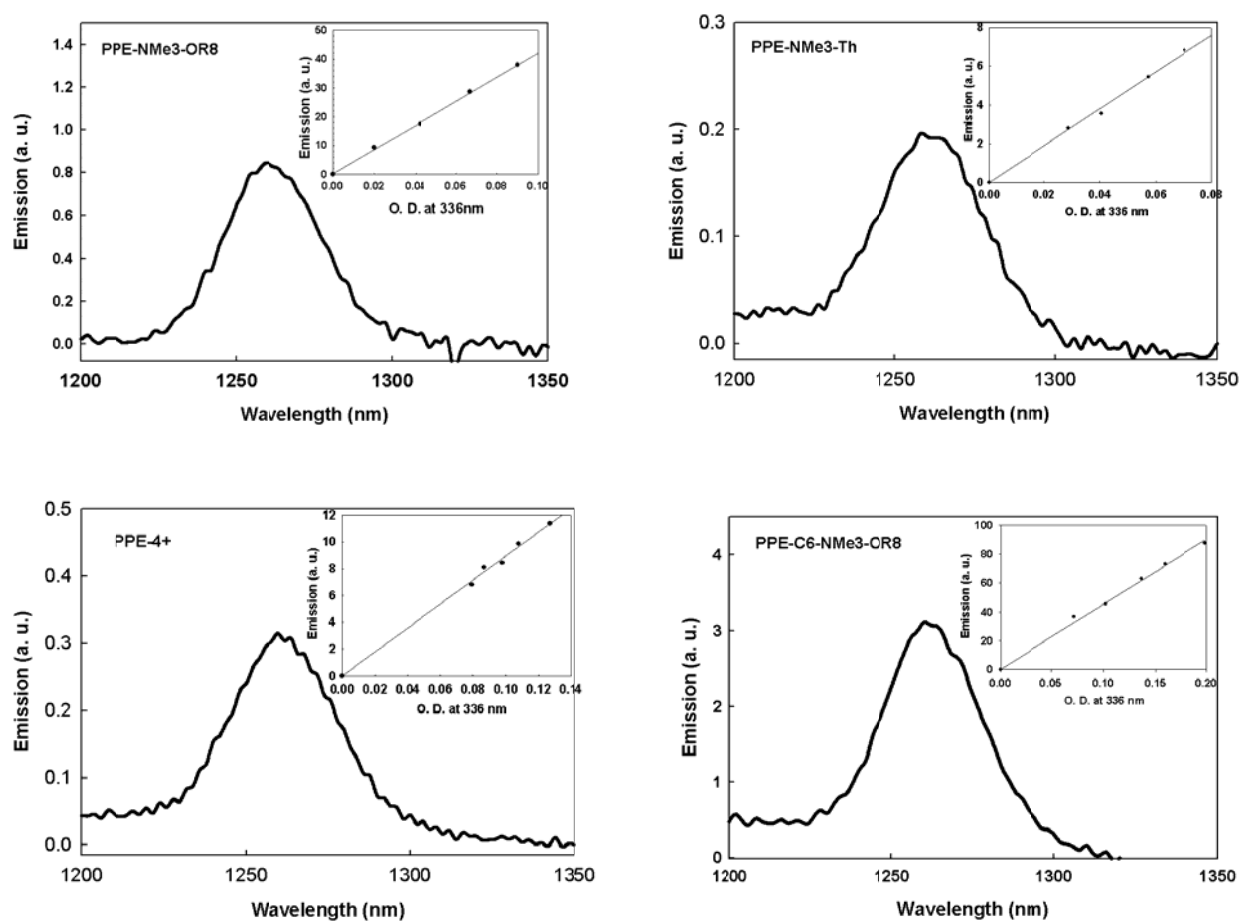 PPE-NMe3-OR8
Emission (a. u.)
1.4
1.2
1.0
0.8
0.6
0.4
0.2
0.0
1200 1250 1300 1350
Wavelength (nm)
Emission (a. u.)
50
40
30
20
10
0
0.00 0.02 0.04 0.06 0.08 0.10
O. D. at 336nm
PPE-NMe3-Th
Emission (a. u.)
0.3
0.2
0.1
0.0
1200 1250 1300 1350
Wavelength (nm)
Emission (a. u.)
8
6
4
2
0
0.00 0.02 0.04 0.06 0.08
O. D. at 336 nm
PPE-4+
Emission (a. u.)
0.5
0.4
0.3
0.2
0.1
0.0
1200 1250 1300 1350
Wavelength (nm)
Emission (a. u.)
12
10
8
6
4
2
0
0.00 0.02 0.04 0.06 0.08 0.10 0.12 0.14
O. D. at 336 nm
PPE-C6-NMe3-OR8
Emission (a. u.)
4
3
2
1
0
1200 1250 1300 1350
Wavelength (nm)
Emission (a. u.)
100
80
60
40
20
0
0.00 0.05 0.10 0.16 0.20
O. D. at 336 nm